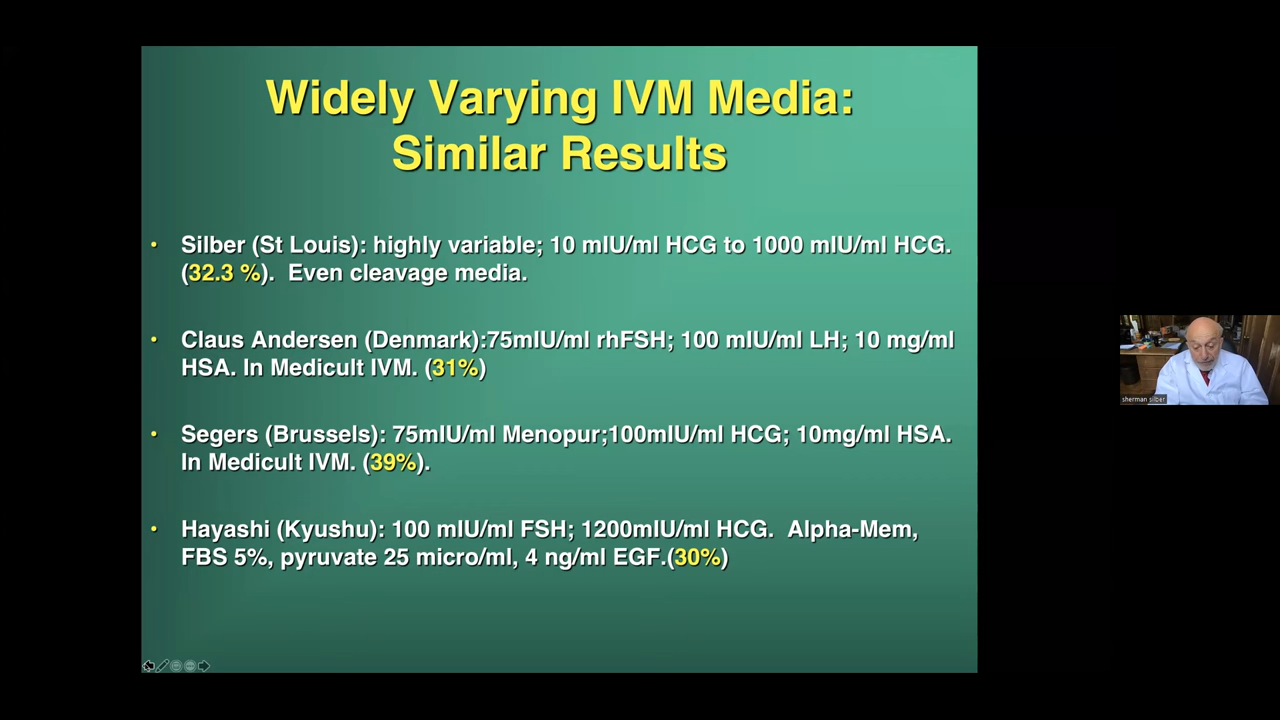 Widely Varying IVM Media:
Similar Results
• Silber (St Louis): highly variable; 10 mIU/ml HCG to 1000 mIU/ml HCG.
(32.3 %).  Even cleavage media.
• Claus Andersen (Denmark):75mIU/ml rhFSH; 100 mIU/ml LH; 10 mg/ml
HSA. In Medicult IVM. (31%)
• Segers (Brussels): 75mIU/ml Menopur;100mIU/ml HCG; 10mg/ml HSA.
In Medicult IVM. (39%).
• Hayashi (Kyushu): 100 mIU/ml FSH; 1200mIU/ml HCG.  Alpha-Mem,
FBS 5%, pyruvate 25 micro/ml, 4 ng/ml EGF.(30%)
sherman silber